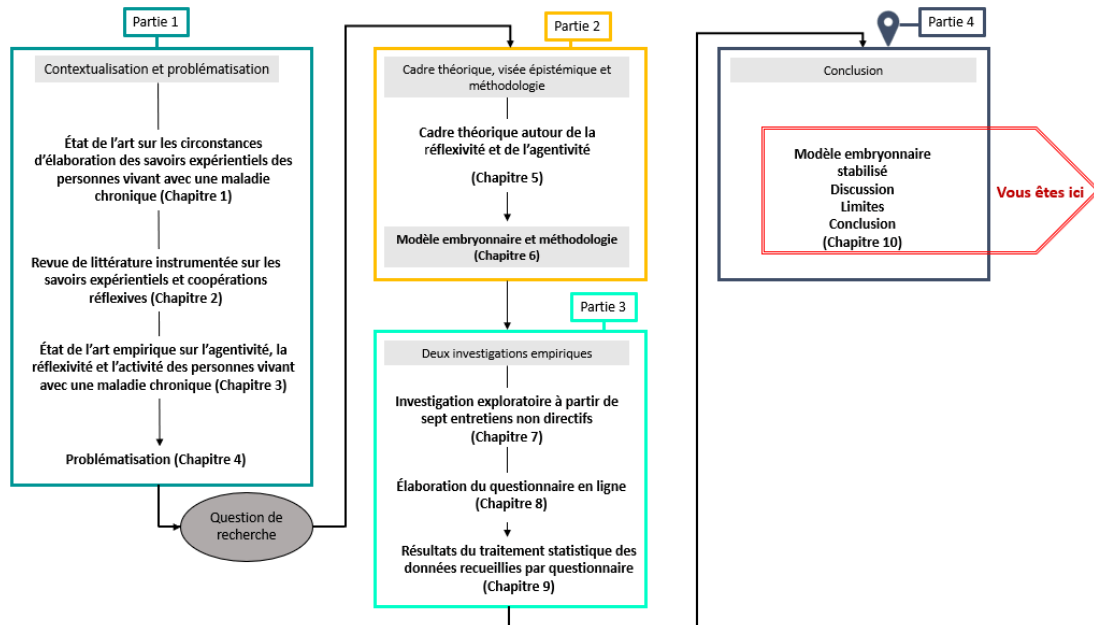 Partie 1
Contextualisation et problématisation
État de l'art sur les circonstances
d'élaboration des savoirs expérientiels des
personnes vivant avec une maladie
chronique (Chapitre 1)
Revue de littérature instrumentée sur les
savoirs expérientiels et coopérations
réflexives (Chapitre 2)
État de l'art empirique sur l'agentivité, la
réflexivité et l'activité des personnes vivant
avec une maladie chronique (Chapitre 3)
Problématisation (Chapitre 4)
Question de
recherche
Partie 2
Cadre théorique, visée épistémique et
méthodologie
Cadre théorique autour de la
réflexivité et de l'agentivité
(Chapitre 5)
Modèle embryonnaire et méthodologie
(Chapitre 6)
Partie 3
Deux investigations empiriques
Investigation exploratoire à partir de
sept entretiens non directifs
(Chapitre 7)
Élaboration du questionnaire en ligne
(Chapitre 8)
Résultats du traitement statistique des
données recueillies par questionnaire
(Chapitre 9)
Partie 4
Conclusion
Modèle embryonnaire
stabilisé
Discussion
Limites
Conclusion
(Chapitre 10)
Vous êtes ici